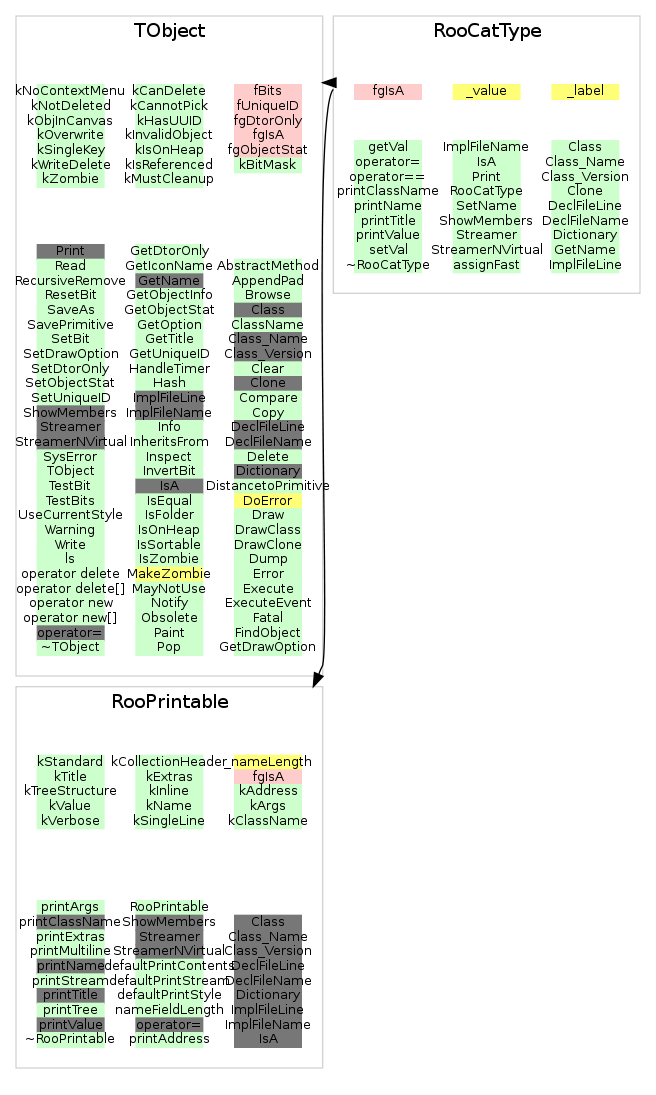 TObject
kNoContextMenu kCanDelete fBits
kNotDeleted kCannotPick fUniqueID
kObjInCanvas kHasUUID fgDtorOnly
kOverwrite kInvalidObject fgIsA
kSingleKey kIsOnHeap fgObjectStat
kWriteDelete kIsReferenced kBitMask
kZombie kMustCleanup
Print GetDtorOnly
Read GetIconName AbstractMethod
RecursiveRemove GetName AppendPad
ResetBit GetObjectInfo Browse
SaveAs GetObjectStat Class
SavePrimitive GetOption ClassName
SetBit GetTitle Class_Name
SetDrawOption GetUniqueID Class_Version
SetDtorOnly HandleTimer Clear
SetObjectStat Hash Clone
SetUniqueID ImplFileLine Compare
ShowMembers ImplFileName Copy
Streamer Info DeclFileLine
StreamerNVirtual InheritsFrom DeclFileName
SysError Inspect Delete
TObject InvertBit Dictionary
TestBit IsA DistancetoPrimitive
TestBits IsEqual DoError
UseCurrentStyle IsFolder Draw
Warning IsOnHeap DrawClass
Write IsSortable DrawClone
ls IsZombie Dump
operator delete MakeZombie Error
operator delete[] MayNotUse Execute
operator new Notify ExecuteEvent
operator new[] Obsolete Fatal
operator= Paint FindObject
~TObject Pop GetDrawOption
RooCatType
fgIsA _value _label
getVal ImplFileName Class
operator= IsA Class_Name
operator== Print Class_Version
printClassName RooCatType Clone
printName SetName DeclFileLine
printTitle ShowMembers DeclFileName
printValue Streamer Dictionary
setVal StreamerNVirtual GetName
~RooCatType assignFast ImplFileLine
RooPrintable
kStandard kCollectionHeader _nameLength
kTitle kExtras fgIsA
kTreeStructure kInline kAddress
kValue kName kArgs
kVerbose kSingleLine kClassName
printArgs RooPrintable
printClassName ShowMembers Class
printExtras Streamer Class_Name
printMultiline StreamerNVirtual Class_Version
printName defaultPrintContents DeclFileLine
printStream defaultPrintStream DeclFileName
printTitle defaultPrintStyle Dictionary
printTree nameFieldLength ImplFileLine
printValue operator= ImplFileName
~RooPrintable printAddress IsA